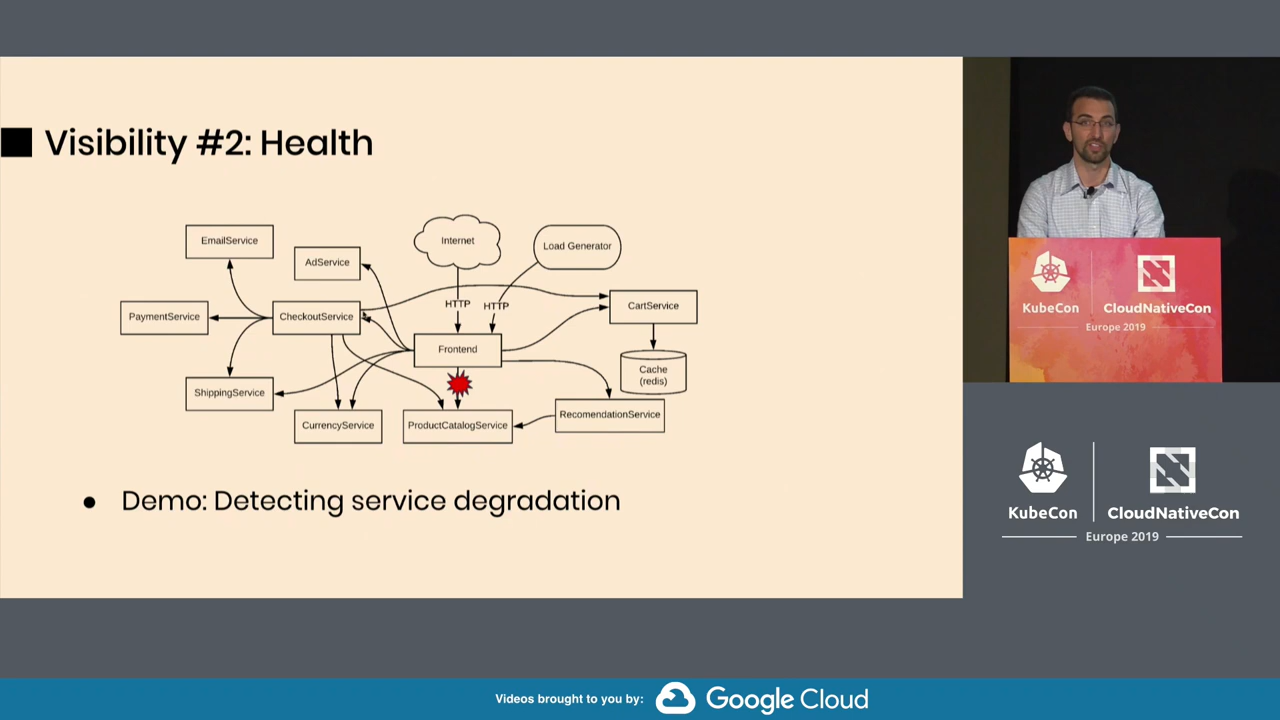 Visibility #2: Health
EmailService
AdService
Internet
Load Generator
HTTP
HTTP
PaymentService
CheckoutService
CartService
Frontend
Cache
(redis)
ShippingService
CurrencyService
ProductCatalogService
RecomendationService
● Demo: Detecting service degradation
KubeCon
CloudNativeCon
Europe 2019
KubeCon
CloudNativeCon
Europe 2019
Videos brought to you by:
Google Cloud